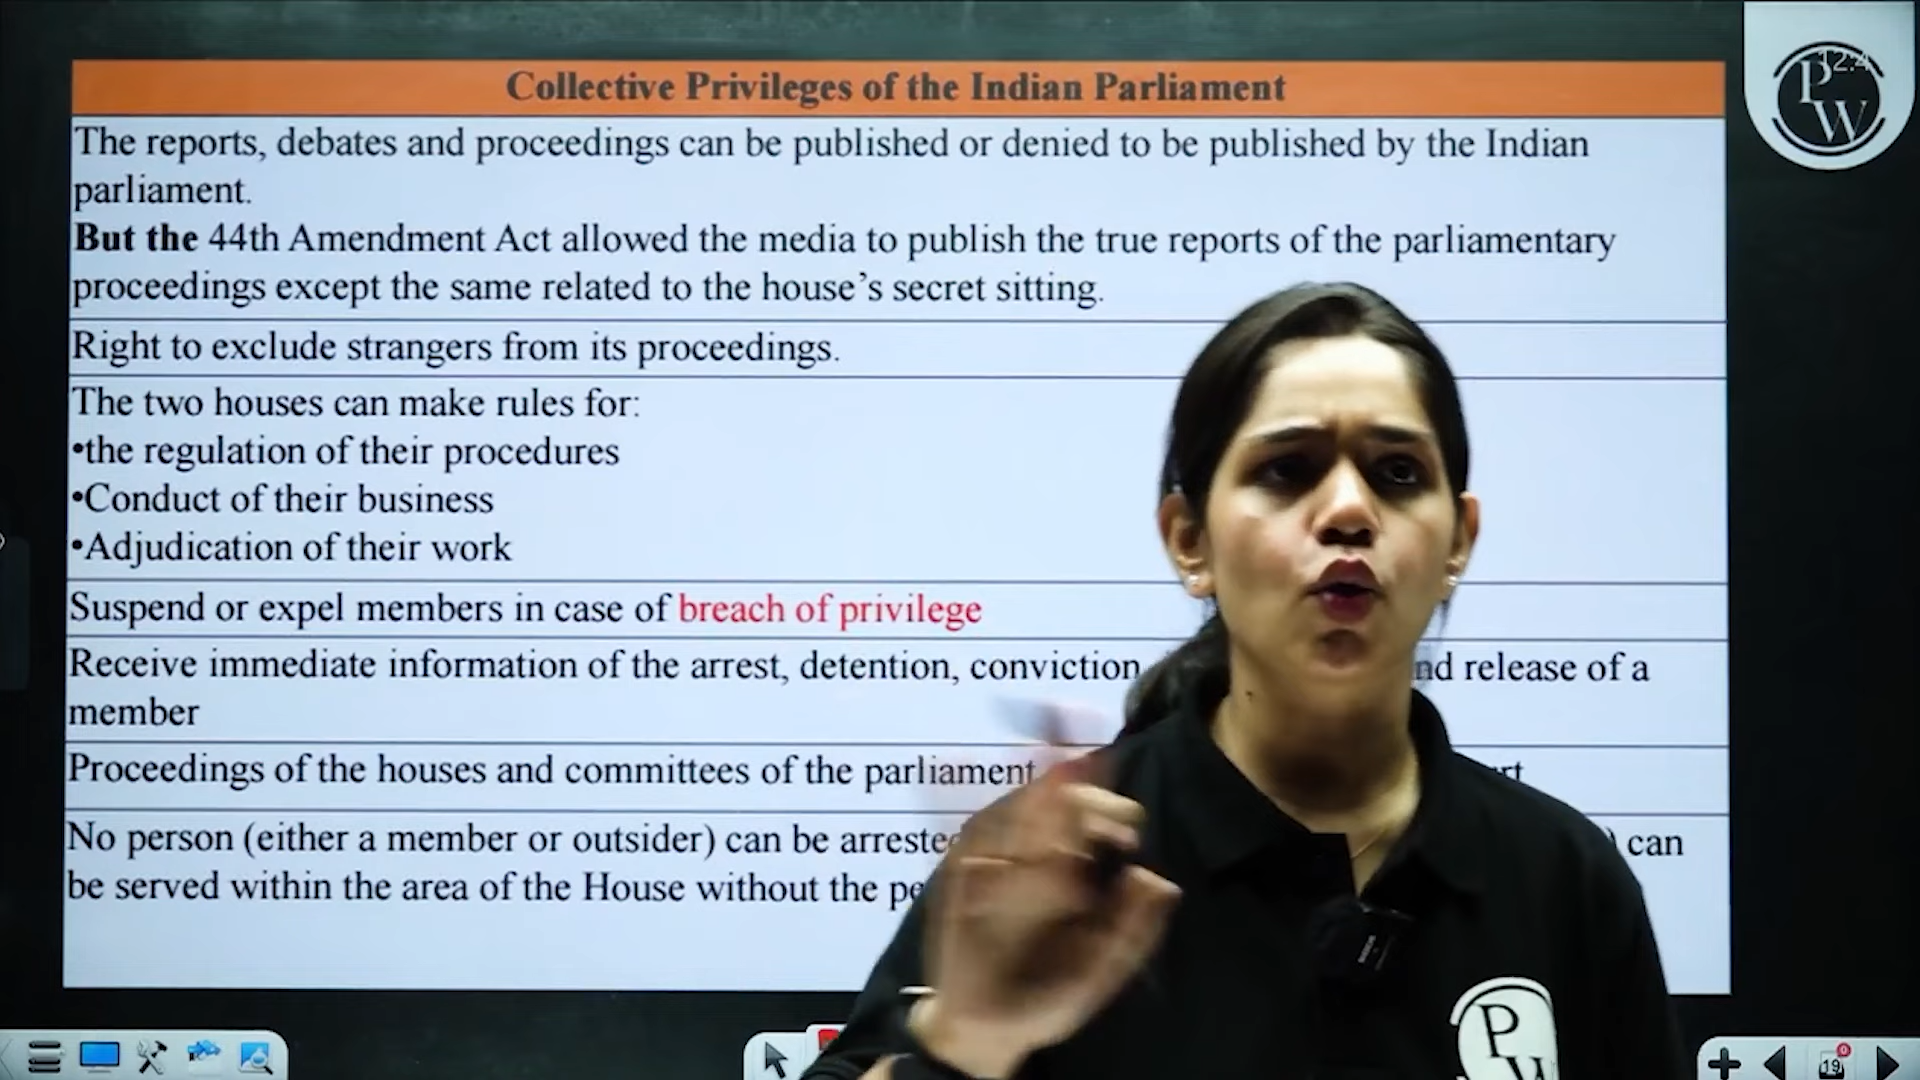 Collective Privileges of the Indian Parliament
The reports, debates and proceedings can be published or denied to be published by the Indian
parliament.
But the 44th Amendment Act allowed the media to publish the true reports of the parliamentary
proceedings except the same related to the house’s secret sitting.
Right to exclude strangers from its proceedings.
The two houses can make rules for:
•the regulation of their procedures
•Conduct of their business
•Adjudication of their work
Suspend or expel members in case of breach of privilege
Receive immediate information of the arrest, detention, conviction release of a
member
Proceedings of the houses and committees of the parliament
No person (either a member or outsider) can be can
be served within the area of the House without the
PW
PW
19
0